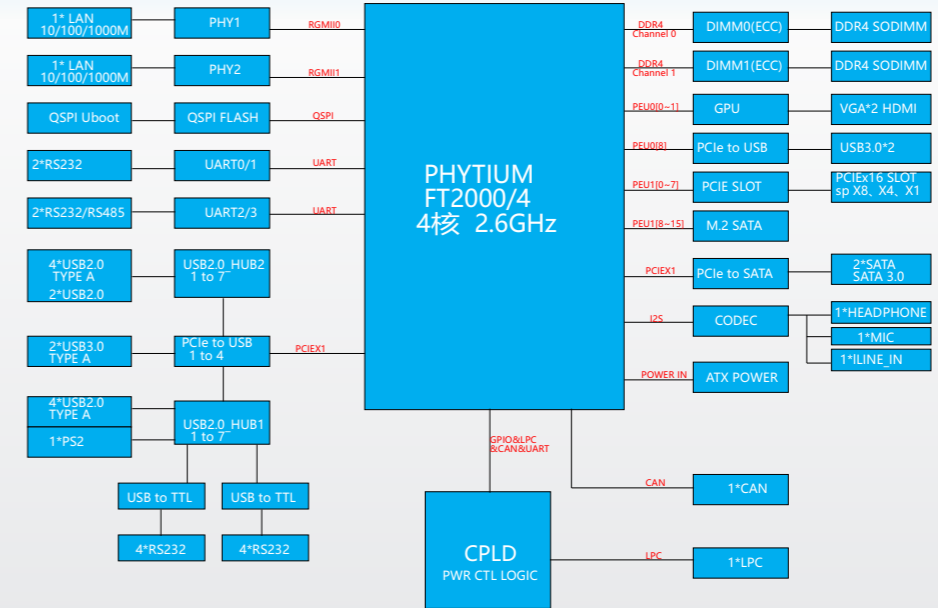 1* LAN
10/100/1000M
PHY1
RGMII0
1* LAN
10/100/1000M
PHY2
RGMII1
QSPI Uboot
QSPI FLASH
QSPI
2*RS232
UART0/1
UART
2*RS232/RS485
UART2/3
UART
4*USB2.0
TYPE A
2*USB2.0
USB2.0_HUB2
1 to 7
2*USB3.0
TYPE A
PCIe to USB
1 to 4
PCIEX1
4*USB2.0
TYPE A
1*PS2
USB2.0_HUB1
1 to 7
USB to TTL
USB to TTL
4*RS232
4*RS232
PHYTIUM
FT2000/4
4核 2.6GHz
DDR4
Channel 0
DIMM0(ECC)
DDR4 SODIMM
DDR4
Channel 1
DIMM1(ECC)
DDR4 SODIMM
PEU0[0~1]
GPU
VGA*2 HDMI
PEU0[8]
PCIe to USB
USB3.0*2
PEU1[0~7]
PCIE SLOT
PCIEx16 SLOT
sp X8、X4、X1
PEU1[8~15]
M.2 SATA
PCIEX1
PCIe to SATA
2*SATA
SATA 3.0
I2S
CODEC
1*HEADPHONE
1*MIC
1*ILINE_IN
POWER IN
ATX POWER
GPIO&LPC
&CAN&UART
CAN
1*CAN
CPLD
PWR CTL LOGIC
LPC
1*LPC